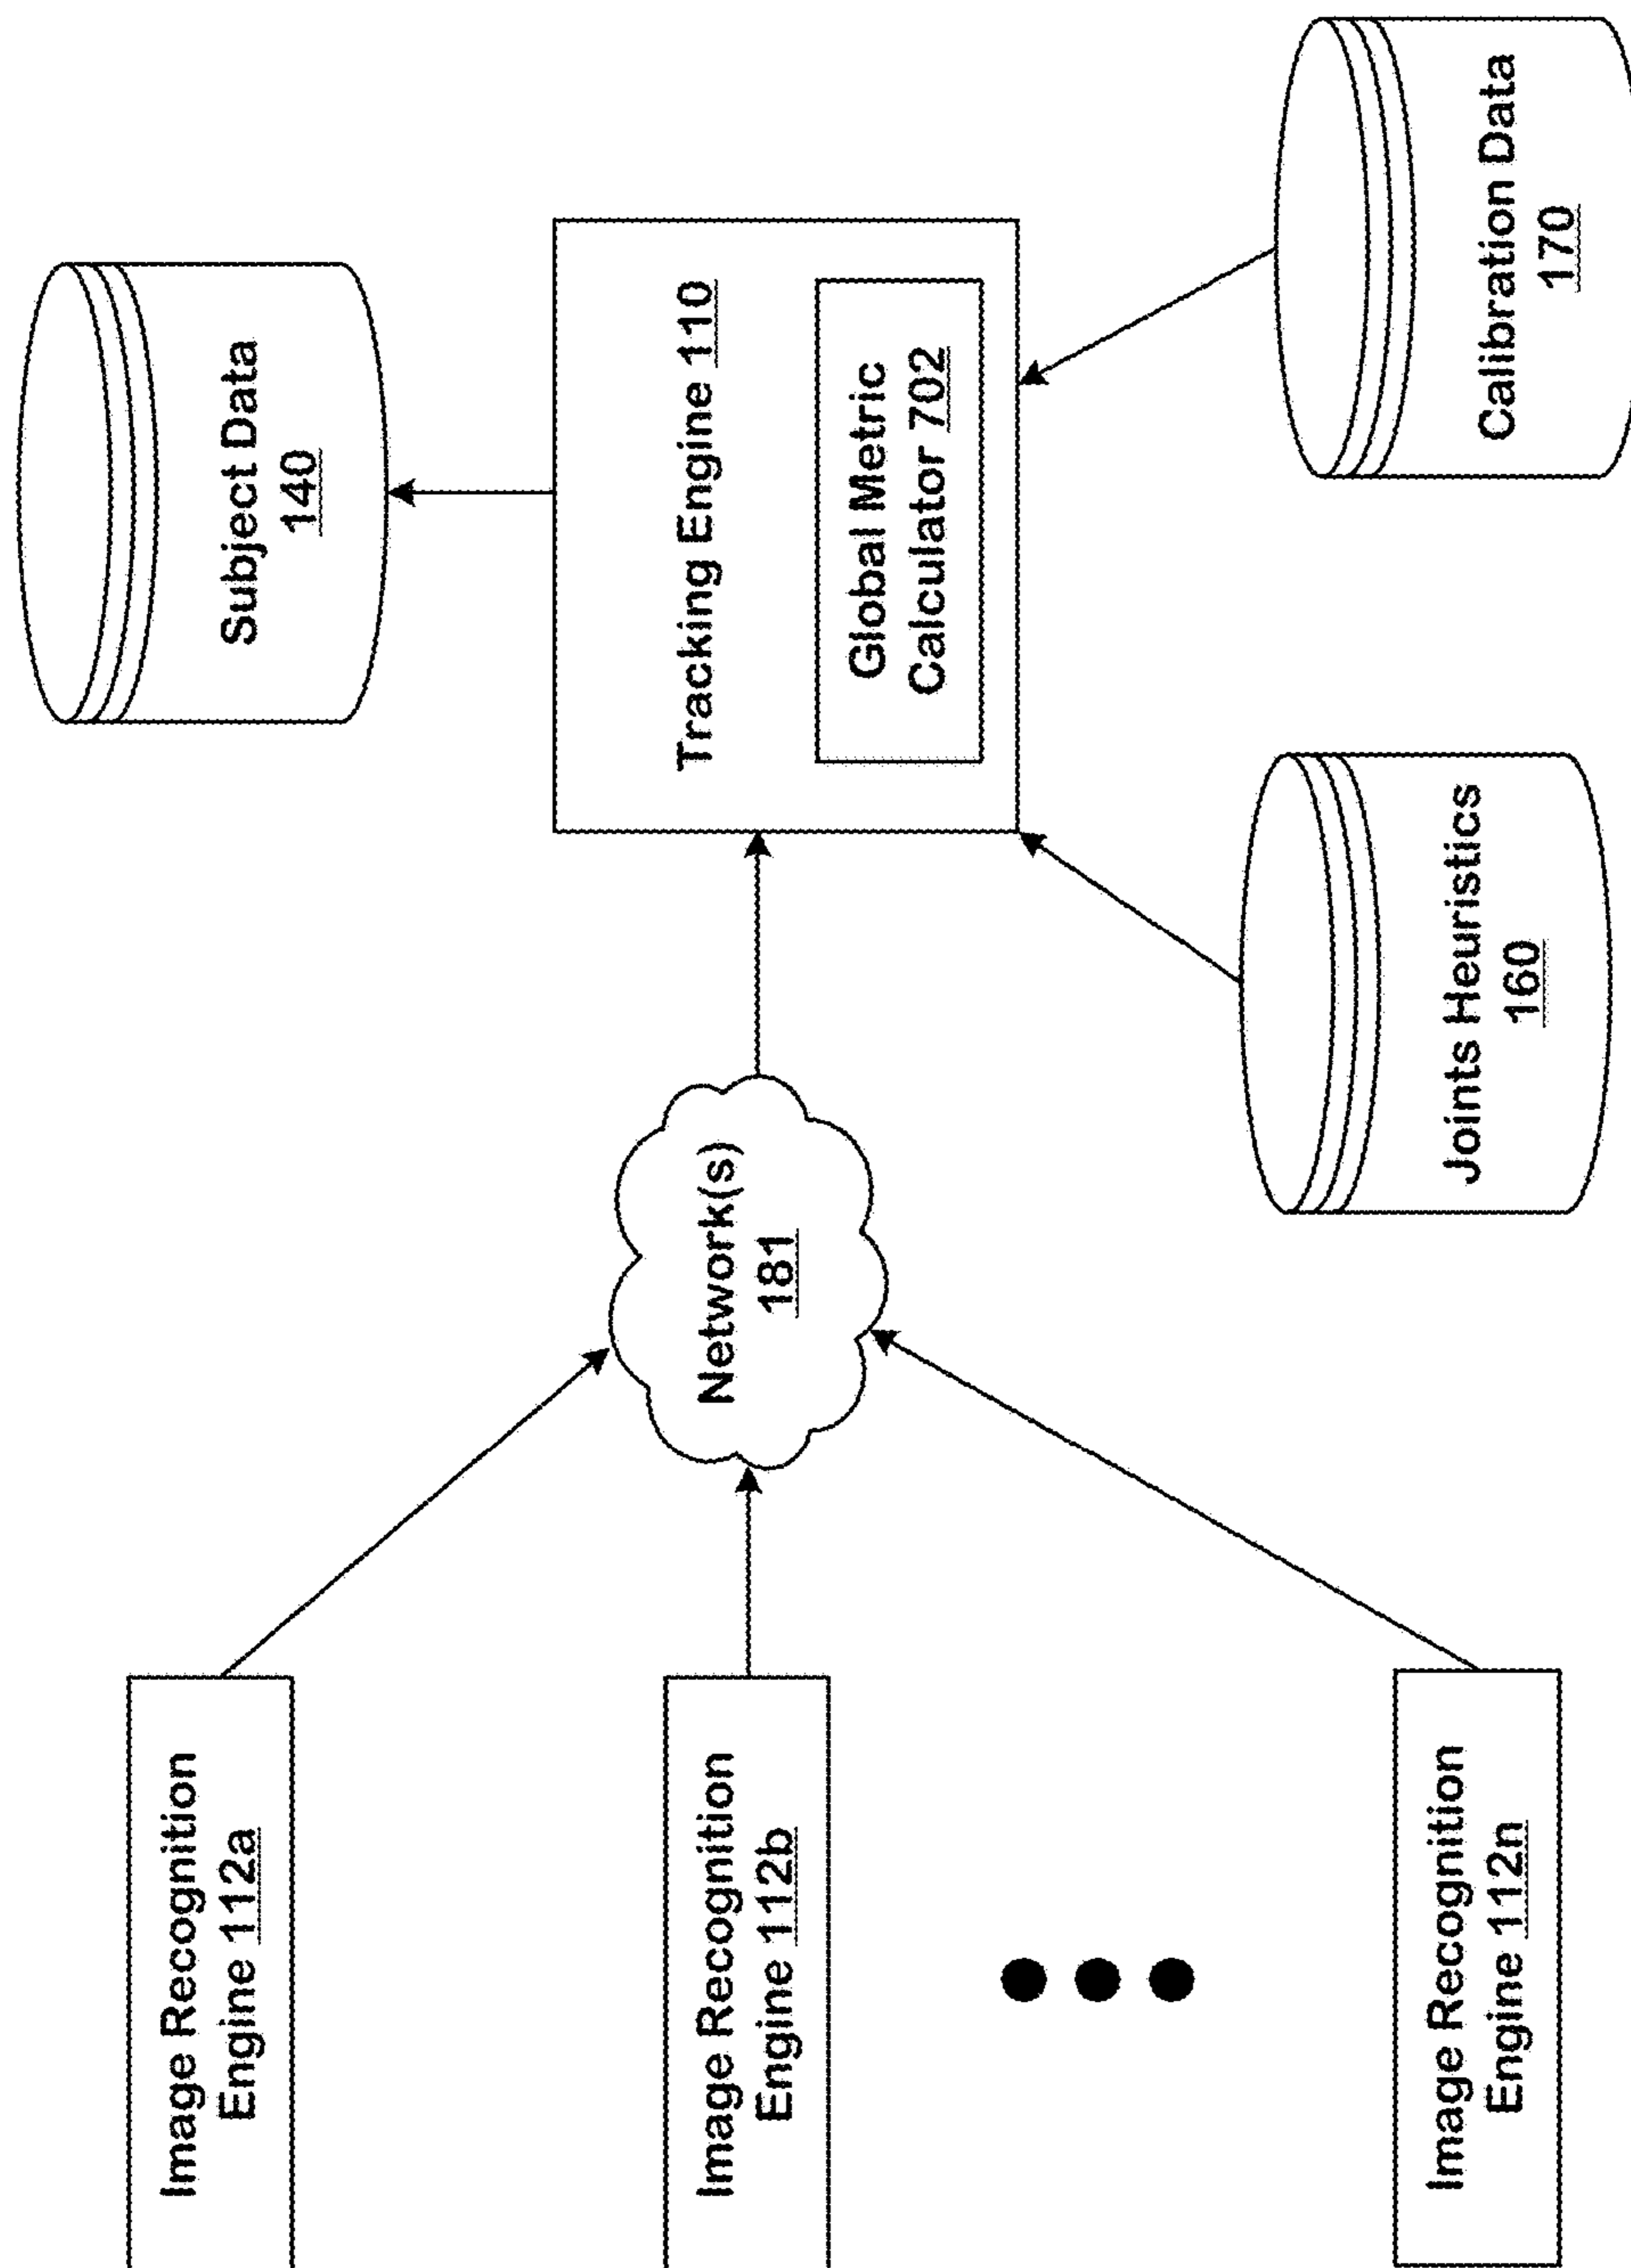 Image Recognition
Engine 112a
Image Recognition
Engine 112b
Image Recognition
Engine 112n
Network(s)
181
Subject Data
140
Tracking Engine 110
Global Metric
Calculator 702
Joints Heuristics
160
Calibration Data
170